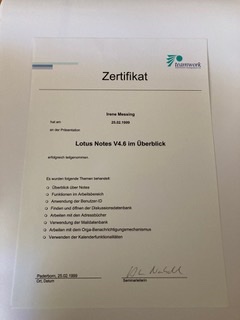 teamwork
Zertifikat
Irene Messing
hat am
25.02.1999
an der Präsentation
Lotus Notes V4.6 im Überblick
erfolgreich teilgenommen.
Es wurden folgende Themen behandelt:
Überblick über Notes
Funktionen im Arbeitsbereich
Anwendung der Benutzer-ID
Finden und öffnen der Diskussionsdatenbank
Arbeiten mit den Adressbücher
Verwendung der Maildatenbank
Arbeiten mit dem Orga-Benachrichtigungsmechanismus
Verwenden der Kalenderfunktionalitäten
Paderborn, 25.02.1999
Ort, Datum
Seminarleiterin